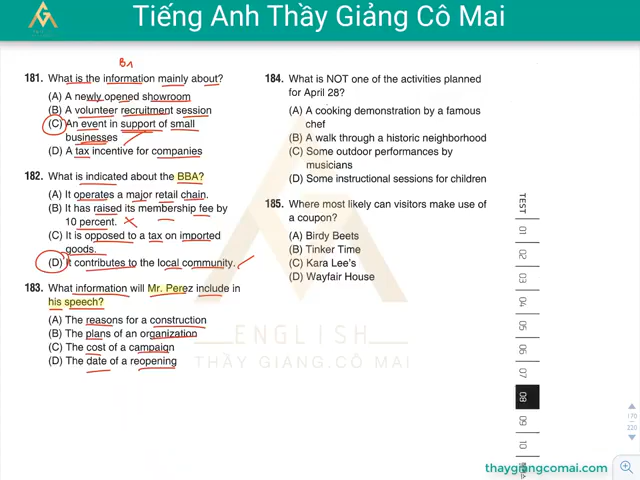 Tiếng Anh Thầy Giảng Cô Mai
181. What is the information mainly about?
(A) A newly opened showroom
(B) A volunteer recruitment session
(C) An event in support of small
businesses
(D) A tax incentive for companies
182. What is indicated about the BBA?
(A) It operates a major retail chain.
(B) It has raised its membership fee by
10 percent.
(C) It is opposed to a tax on imported
goods.
(D) It contributes to the local community.
183. What information will Mr. Perez include in
his speech?
(A) The reasons for a construction
(B) The plans of an organization
(C) The cost of a campaign
(D) The date of a reopening
184. What is NOT one of the activities planned
for April 28?
(A) A cooking demonstration by a famous
chef
(B) A walk through a historic neighborhood
(C) Some outdoor performances by
musicians
(D) Some instructional sessions for children
185. Where most likely can visitors make use of
a coupon?
(A) Birdy Beets
(B) Tinker Time
(C) Kara Lee's
(D) Wayfair House
ENGLISH
THẦY GIẢNG.CÔ MAI
TEST
01
02
03
04
05
06
07
08
09
10
170
220
thaygiangcomai.com